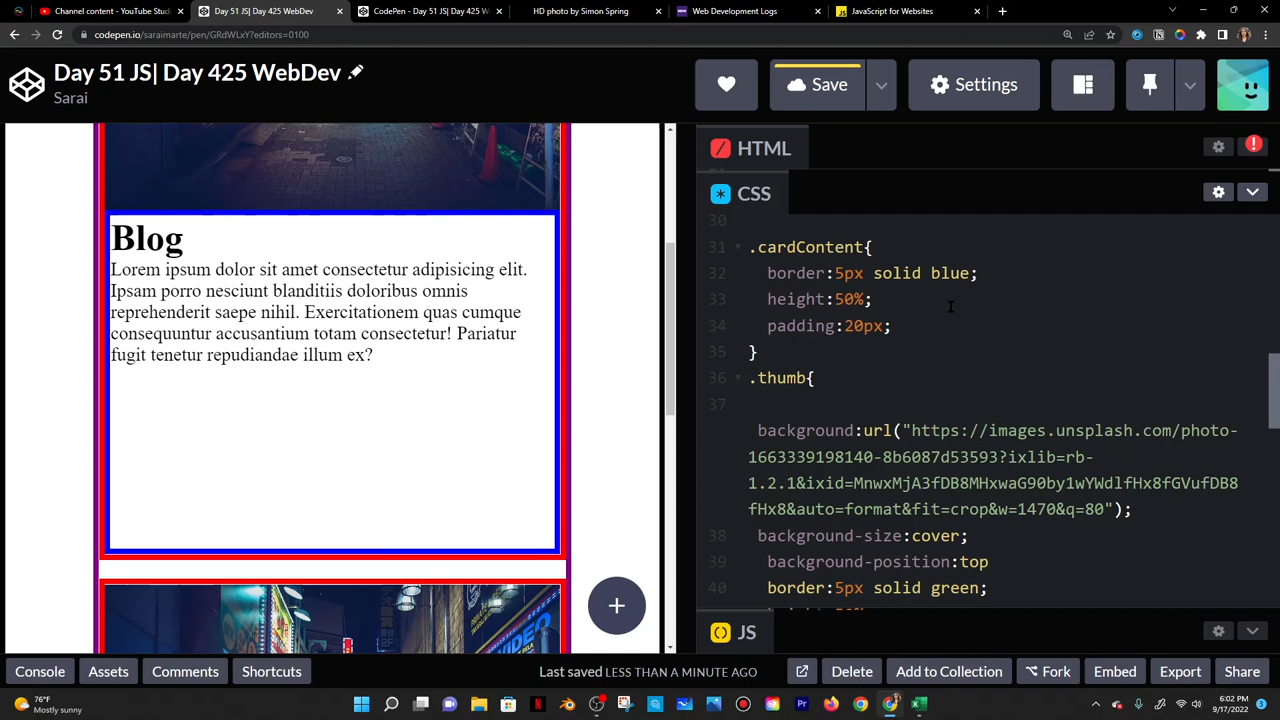 content - YouTube Studi
Day 51 JS| Day 425 WebDev
CodePen - Day 51 JS| Day 425 W
HD photo by Simon Spring
Web Development Logs
JavaScript for Websites
codepen.io/saraimarte/pen/GRdWLxY?editors=0100
Day 51 JS| Day 425 WebDev
Sarai
Save
Settings
HTML
CSS
JS
Blog
Lorem ipsum dolor sit amet consectetur adipisicing elit.
Ipsam porro nesciunt blanditiis doloribus omnis
reprehenderit saepe nihil. Exercitationem quas cumque
consequuntur accusantium totam consectetur! Pariatur
fugit tenetur repudiandae illum ex?
30
31 .cardContent{
32 border:5px solid blue;
33 height:50%;
34 padding:20px;
35 }
36 .thumb{
37
background:url("https://images.unsplash.com/photo-
1663339198140-8b6087d53593?ixlib=rb-
1.2.1&ixid=MnwxMjA3fDB8MHxwaG90by1wYWdlfHx8fGVufDB8
fHx8&auto=format&fit=crop&w=1470&q=80");
38 background-size:cover;
39 background-position:top
40 border:5px solid green;
VIDEO
Console
Assets
Comments
Shortcuts
Last saved LESS THAN A MINUTE AGO
Delete
Add to Collection
Fork
Embed
Export
Share
76°F
Mostly sunny
6:02 PM
9/17/2022